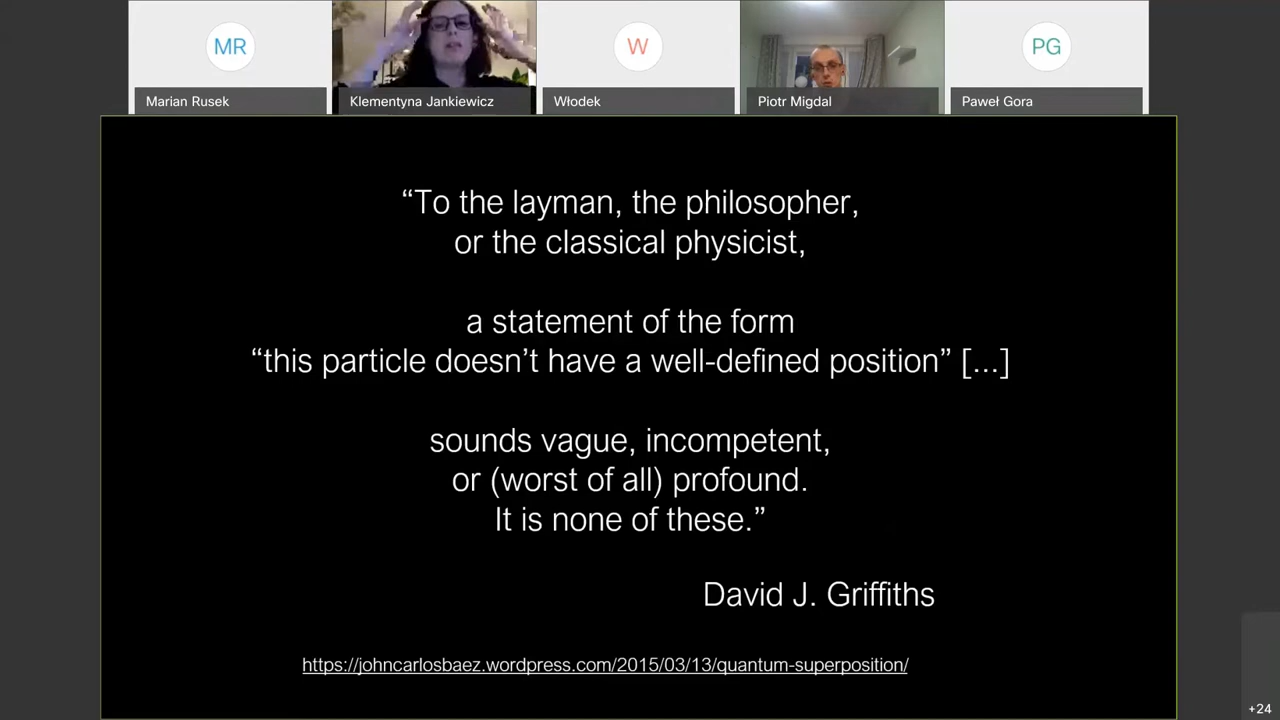 MR
W
PG
Marian Rusek
Klementyna Jankiewicz
Włodek
Piotr Migdal
Paweł Gora
“To the layman, the philosopher,
or the classical physicist,
a statement of the form
“this particle doesn’t have a well-defined position” [...]
sounds vague, incompetent,
or (worst of all) profound.
It is none of these.”
David J. Griffiths
https://johncarlosbaez.wordpress.com/2015/03/13/quantum-superposition/
+24